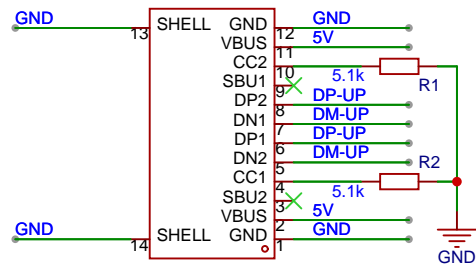 GND 13 SHELL GND 12 GND
VBUS 11 5V
CC2 10 5.1k R1
SBU1 9
DP2 8 DP-UP
DN1 7 DM-UP
DP1 6 DP-UP
DN2 5 DM-UP
CC1 4 5.1k R2
SBU2 3
VBUS 2 5V
GND 14 SHELL GND 1 GND
GND